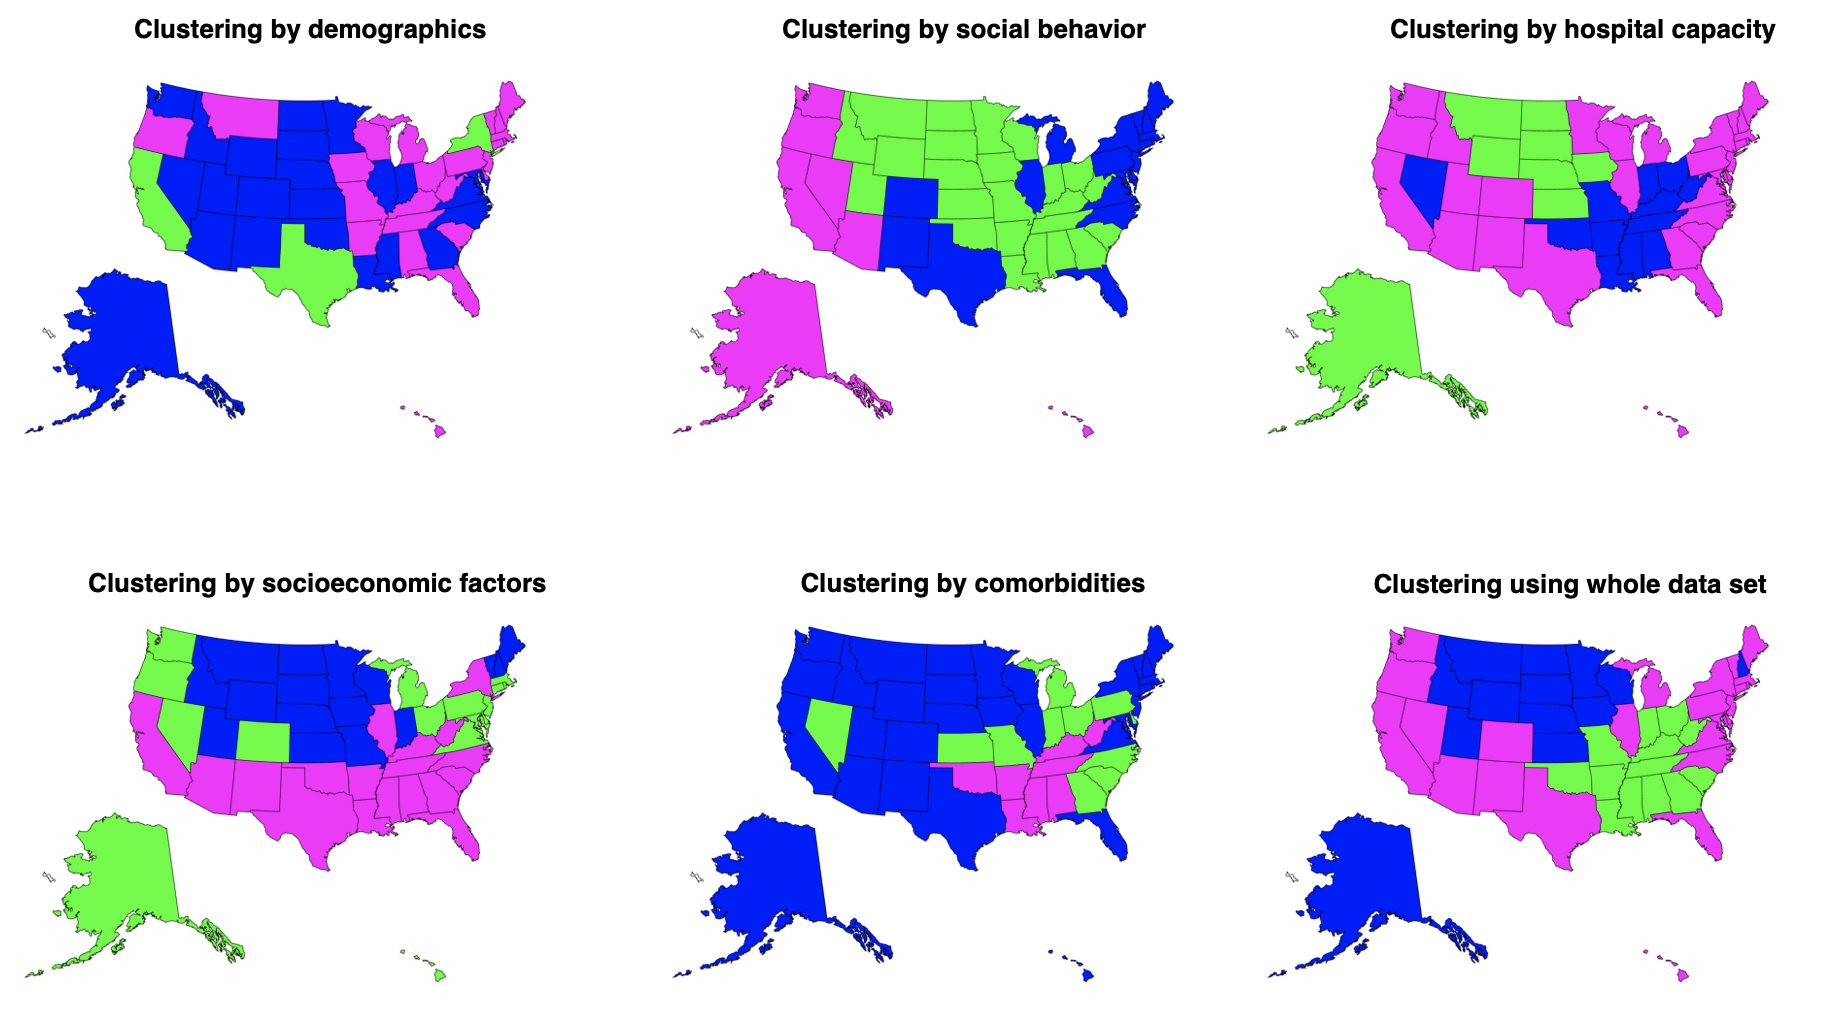 Clustering by demographics
Clustering by social behavior
Clustering by hospital capacity
Clustering by socioeconomic factors
Clustering by comorbidities
Clustering using whole data set